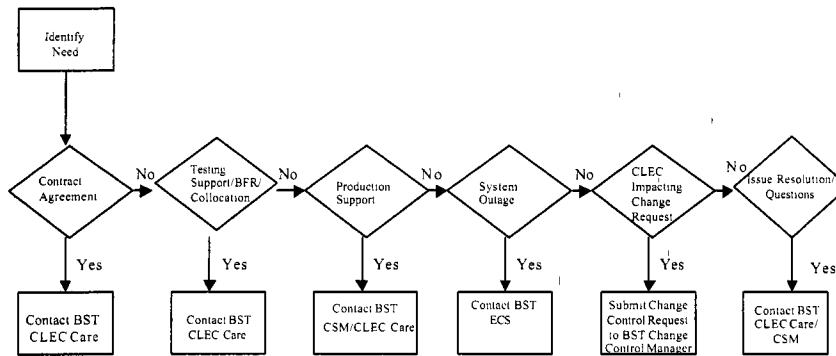 Identify
Need
Contract
Agreement
No
Testing
Support/BFR/
Collocation
No
Production
Support
No
System
Outage
No
CLEC
Impacting
Change
Request
No
Issue Resolution/
Questions
Yes
Yes
Yes
Yes
Yes
Yes
Contact BST
CLEC Care
Contact BST
CLEC Care
Contact BST
CSM/CLEC Care
Contact BST
ECS
Submit Change
Control Request
to BST Change
Control Manager
Contact BST
CLEC Care/
CSM